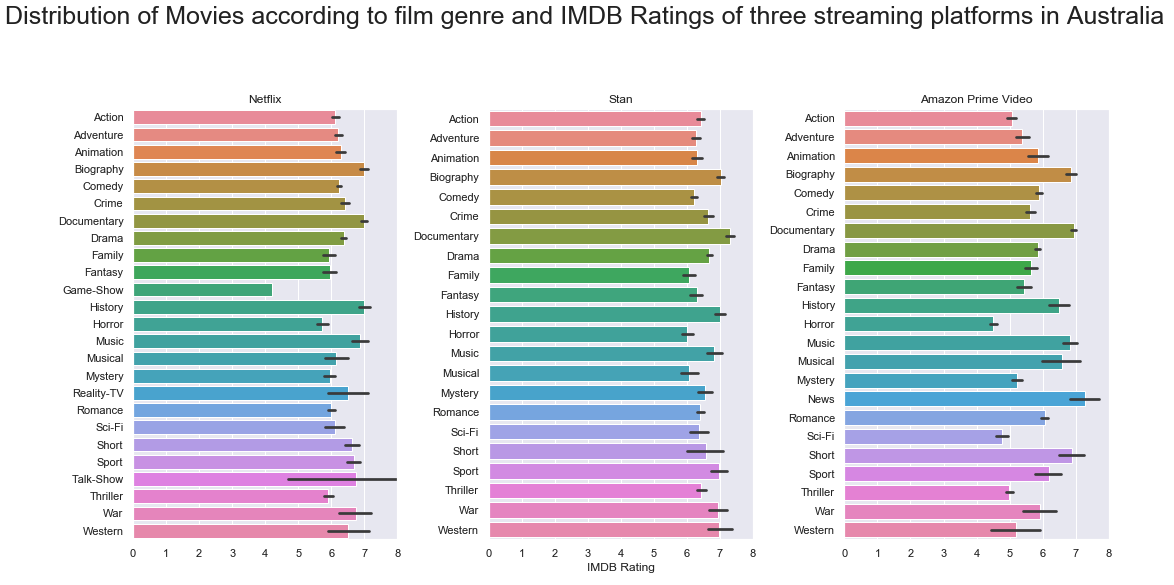 Distribution of Movies according to film genre and IMDB Ratings of three streaming platforms in Australia
Netflix
Action
Adventure
Animation
Biography
Comedy
Crime
Documentary
Drama
Family
Fantasy
Game-Show
History
Horror
Music
Musical
Mystery
Reality-TV
Romance
Sci-Fi
Short
Sport
Talk-Show
Thriller
War
Western
0 1 2 3 4 5 6 7 8
Stan
Action
Adventure
Animation
Biography
Comedy
Crime
Documentary
Drama
Family
Fantasy
History
Horror
Music
Musical
Mystery
Romance
Sci-Fi
Short
Sport
Thriller
War
Western
0 1 2 3 4 5 6 7 8
IMDB Rating
Amazon Prime Video
Action
Adventure
Animation
Biography
Comedy
Crime
Documentary
Drama
Family
Fantasy
History
Horror
Music
Musical
Mystery
News
Romance
Sci-Fi
Short
Sport
Thriller
War
Western
0 1 2 3 4 5 6 7 8